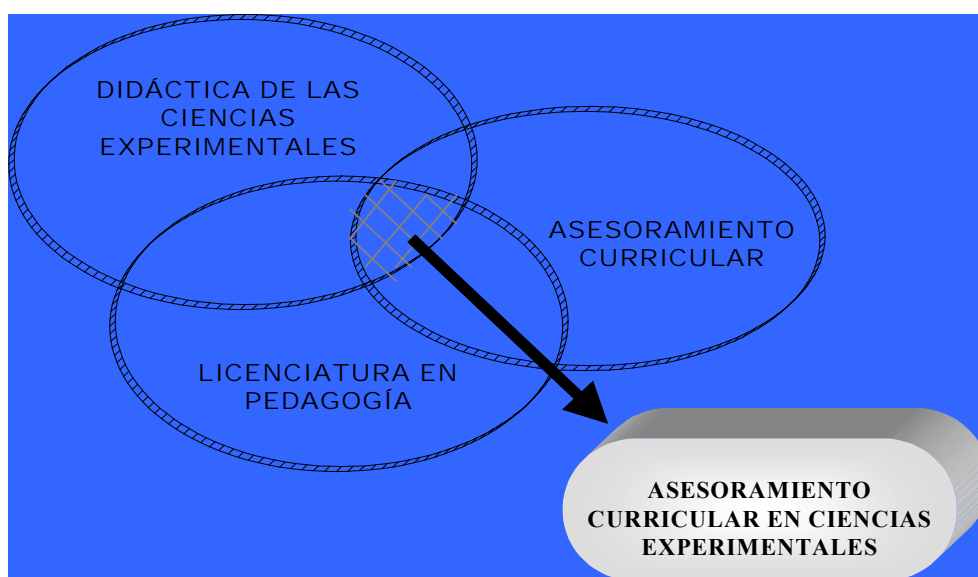 DIDÁCTICA DE LAS
CIENCIAS
EXPERIMENTALES
ASESORAMIENTO
CURRICULAR
LICENCIATURA EN
PEDAGOGÍA
ASESORAMIENTO
CURRICULAR EN CIENCIAS
EXPERIMENTALES